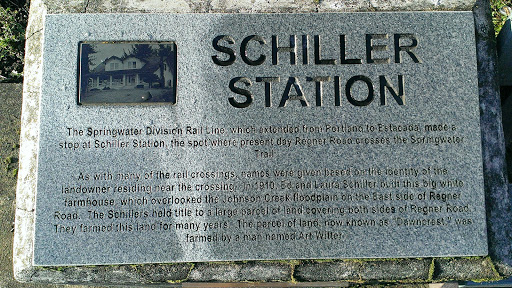 SCHILLER
STATION
The Springwater Division Rail Line, which extended from Portland to Estacada, made a
stop at Schiller Station, the spot where present day Regner Road crosses the Springwater
Trail.
As with many of the rail crossings, names were given based on the identity of the
landowner residing near the crossing. In 1910, Ed and Laura Schiller built this big white
farmhouse, which overlooked the Johnson Creek floodplain on the East side of Regner
Road. The Schillers held title to a large parcel of land covering both sides of Regner Road.
They farmed this land for many years. The parcel of land, now known as "Dawncrest," was
farmed by a man named Art Witter.